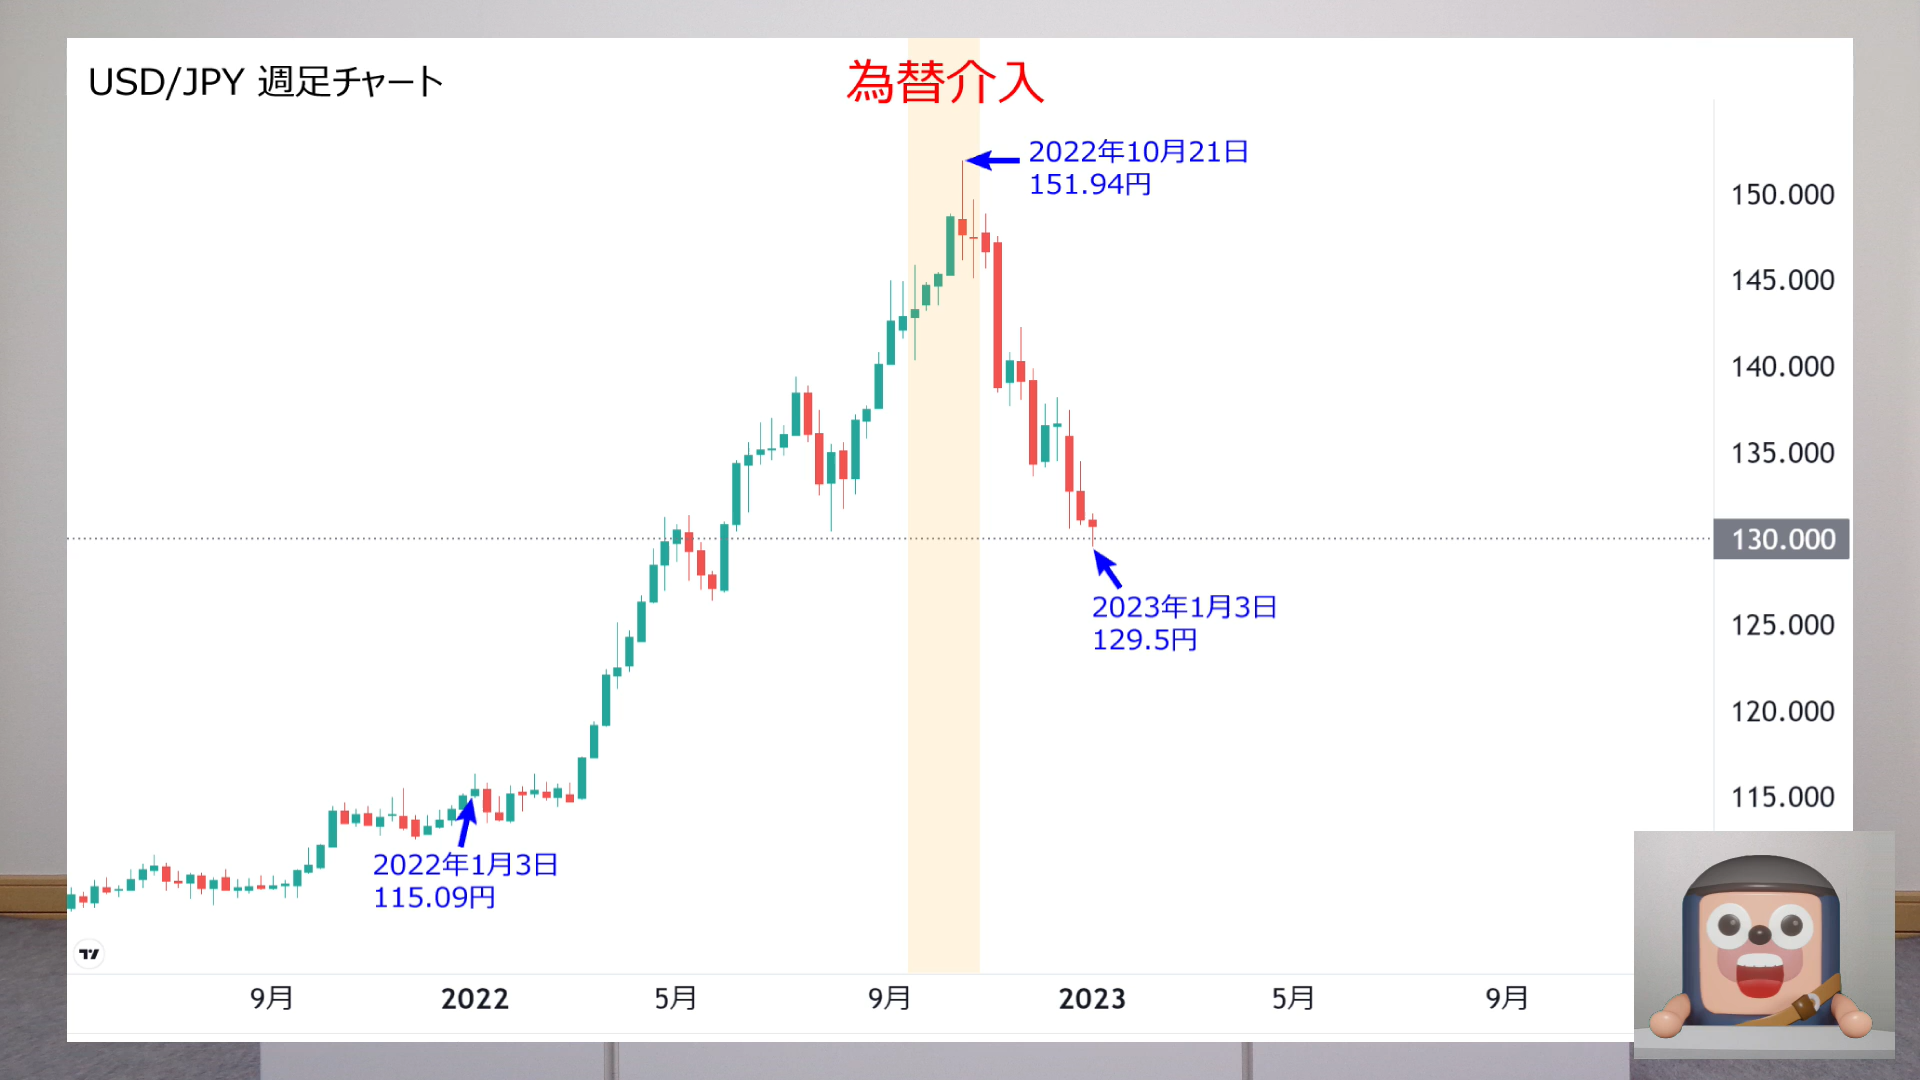 USD/JPY 週足チャート
為替介入
2022年10月21日
151.94円
150.000
145.000
140.000
135.000
130.000
2023年1月3日
129.5円
125.000
120.000
115.000
2022年1月3日
115.09円
9月
2022
5月
9月
2023
5月
9月